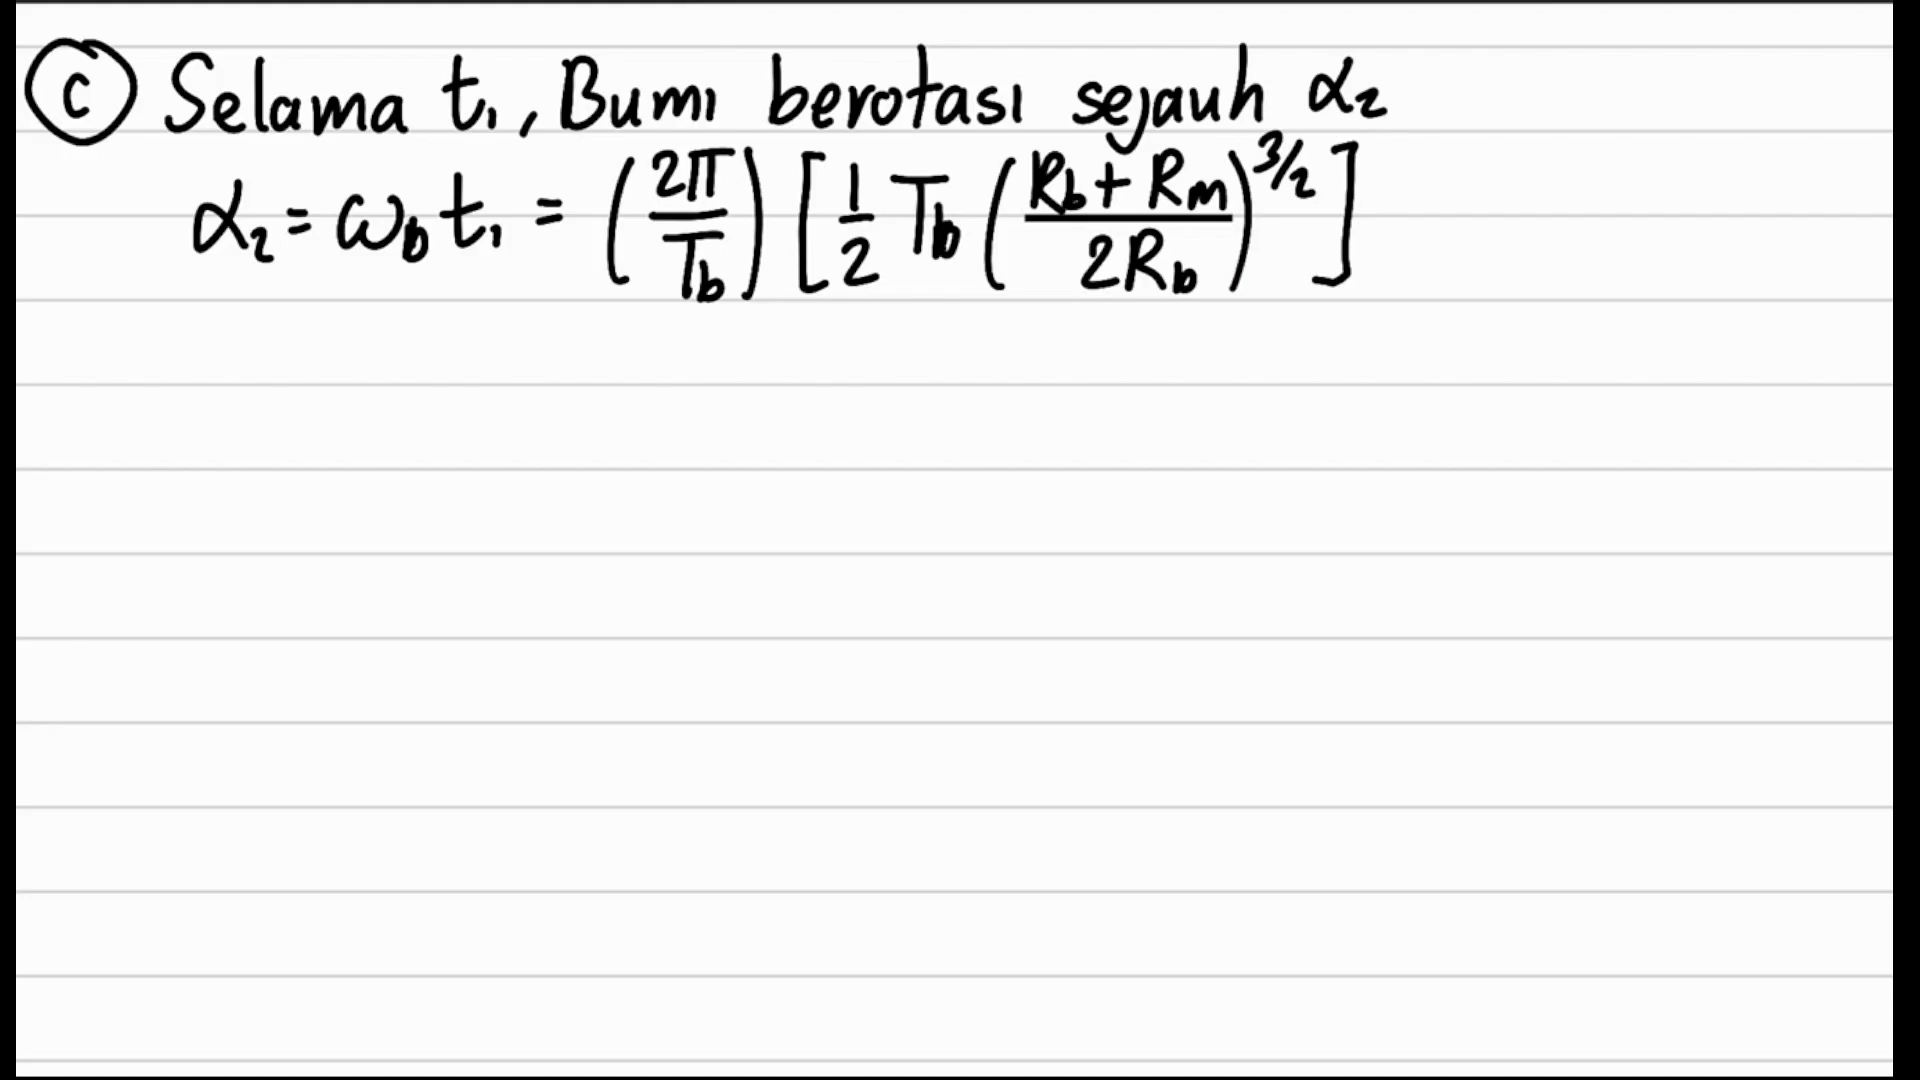 (c) Selama t₁, Bumi berotasi sejauh α₂
α₂ = ω_b t₁ = (2π/T_b) [1/2 T_b ((R_b + R_m)/2R_b)^3/2]